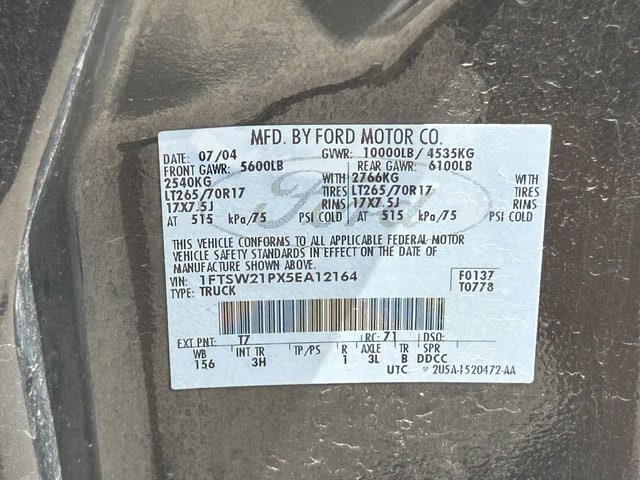 MFD. BY FORD MOTOR CO.
DATE: 07/04 GVWR: 10000LB/ 4535KG
FRONT GAWR: 5600LB REAR GAWR: 6100LB
2540KG WITH 2766KG WITH
LT265/70R17 TIRES LT265/70R17 TIRES
17X7.5J RIMS 17X7.5J RIMS
AT 515 kPa/75 PSI COLD AT 515 kPa/75 PSI COLD
Ford
THIS VEHICLE CONFORMS TO ALL APPLICABLE FEDERAL MOTOR
VEHICLE SAFETY STANDARDS IN EFFECT ON THE DATE OF
MANUFACTURE SHOWN ABOVE.
VIN: 1FTSW21PX5EA12164 F0137
TYPE: TRUCK T0778
EXT PNT: T7 RC: 71 DSO:
WB INT TR TP/PS R AXLE TR SPR
156 3H 1 3L B DDCC
UTC 2U5A-1520472-AA